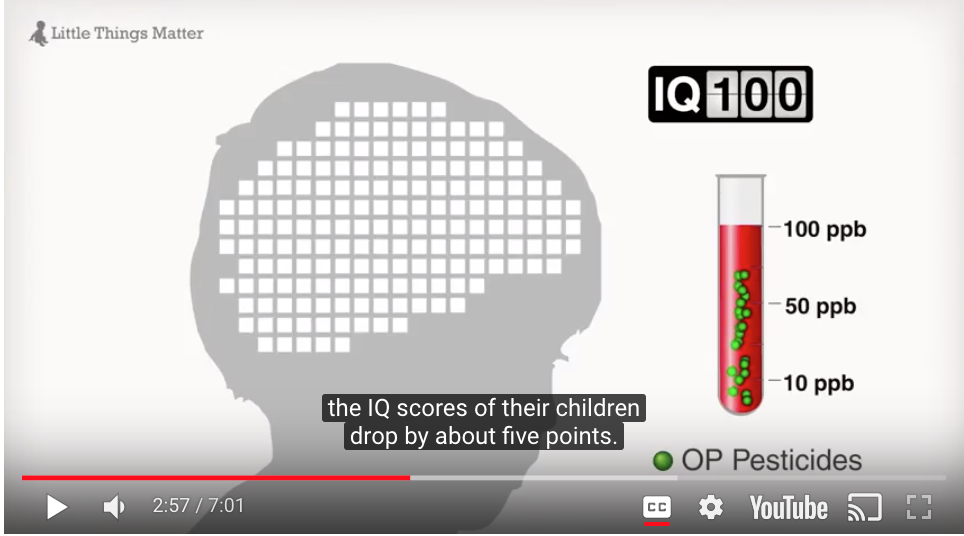 Little Things Matter
IQ 100
100 ppb
50 ppb
10 ppb
the IQ scores of their children
drop by about five points.
OP Pesticides
2:57 / 7:01
CC
YouTube